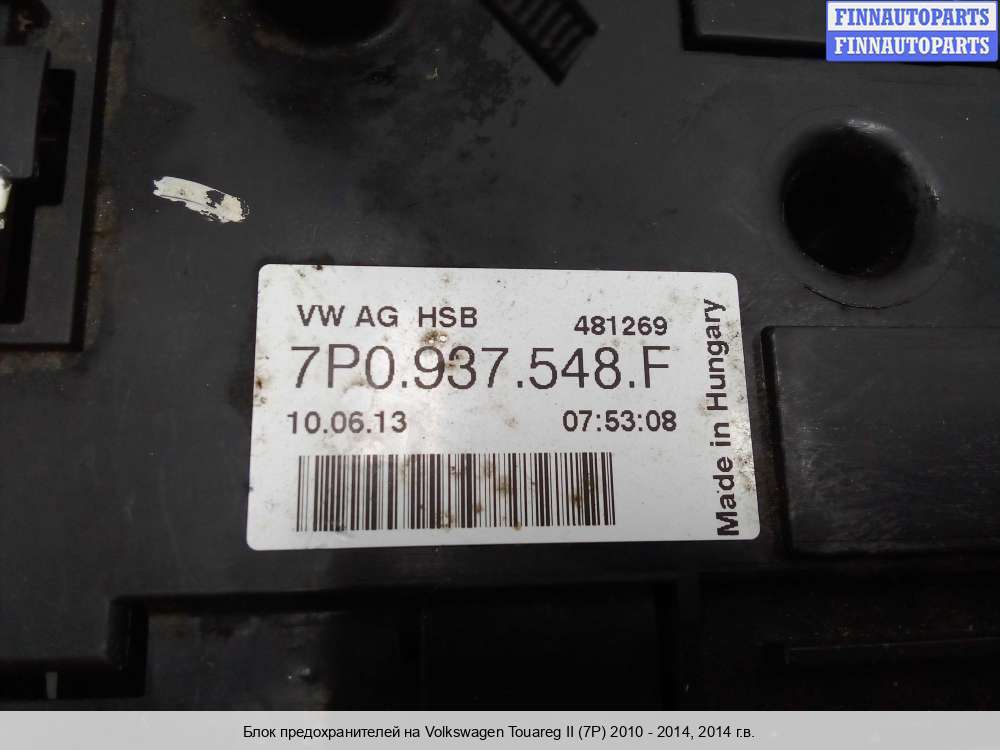 FINNAUTOPARTS
FINNAUTOPARTS
VW AG HSB 481269
7P0.937.548.F
10.06.13 07:53:08
Made in Hungary
Блок предохранителей на Volkswagen Touareg II (7P) 2010 - 2014, 2014 г.в.